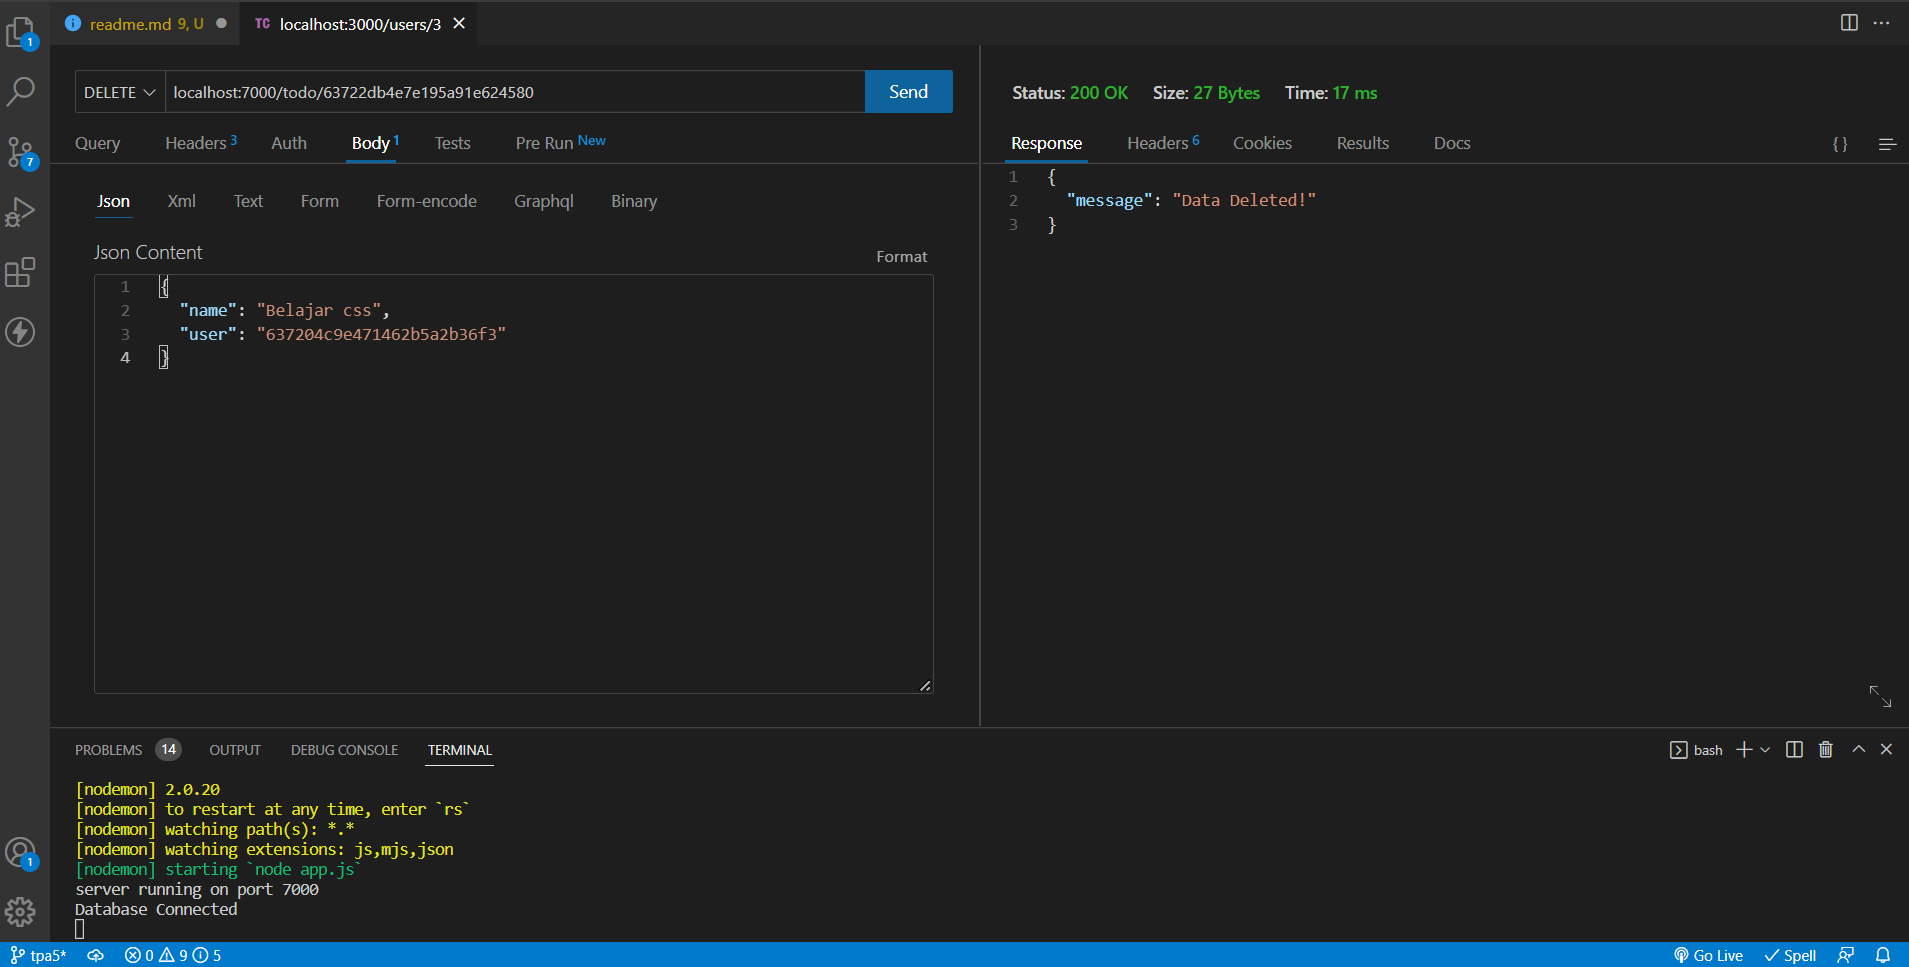 readme.md 9, U
TC localhost:3000/users/3
DELETE localhost:7000/todo/63722db4e7e195a91e624580 Send
Query Headers 3 Auth Body 1 Tests Pre Run New
Json Xml Text Form Form-encode Graphql Binary
Json Content
Format
1 {
2 "name": "Belajar css",
3 "user": "637204c9e471462b5a2b36f3"
4 }
Status: 200 OK Size: 27 Bytes Time: 17 ms
Response Headers 6 Cookies Results Docs { }
1 {
2 "message": "Data Deleted!"
3 }
1
7
1
PROBLEMS 14 OUTPUT DEBUG CONSOLE TERMINAL
bash
[nodemon] 2.0.20
[nodemon] to restart at any time, enter `rs`
[nodemon] watching path(s): *.*
[nodemon] watching extensions: js,mjs,json
[nodemon] starting `node app.js`
server running on port 7000
Database Connected
tpa5* 0 9 5
Go Live Spell